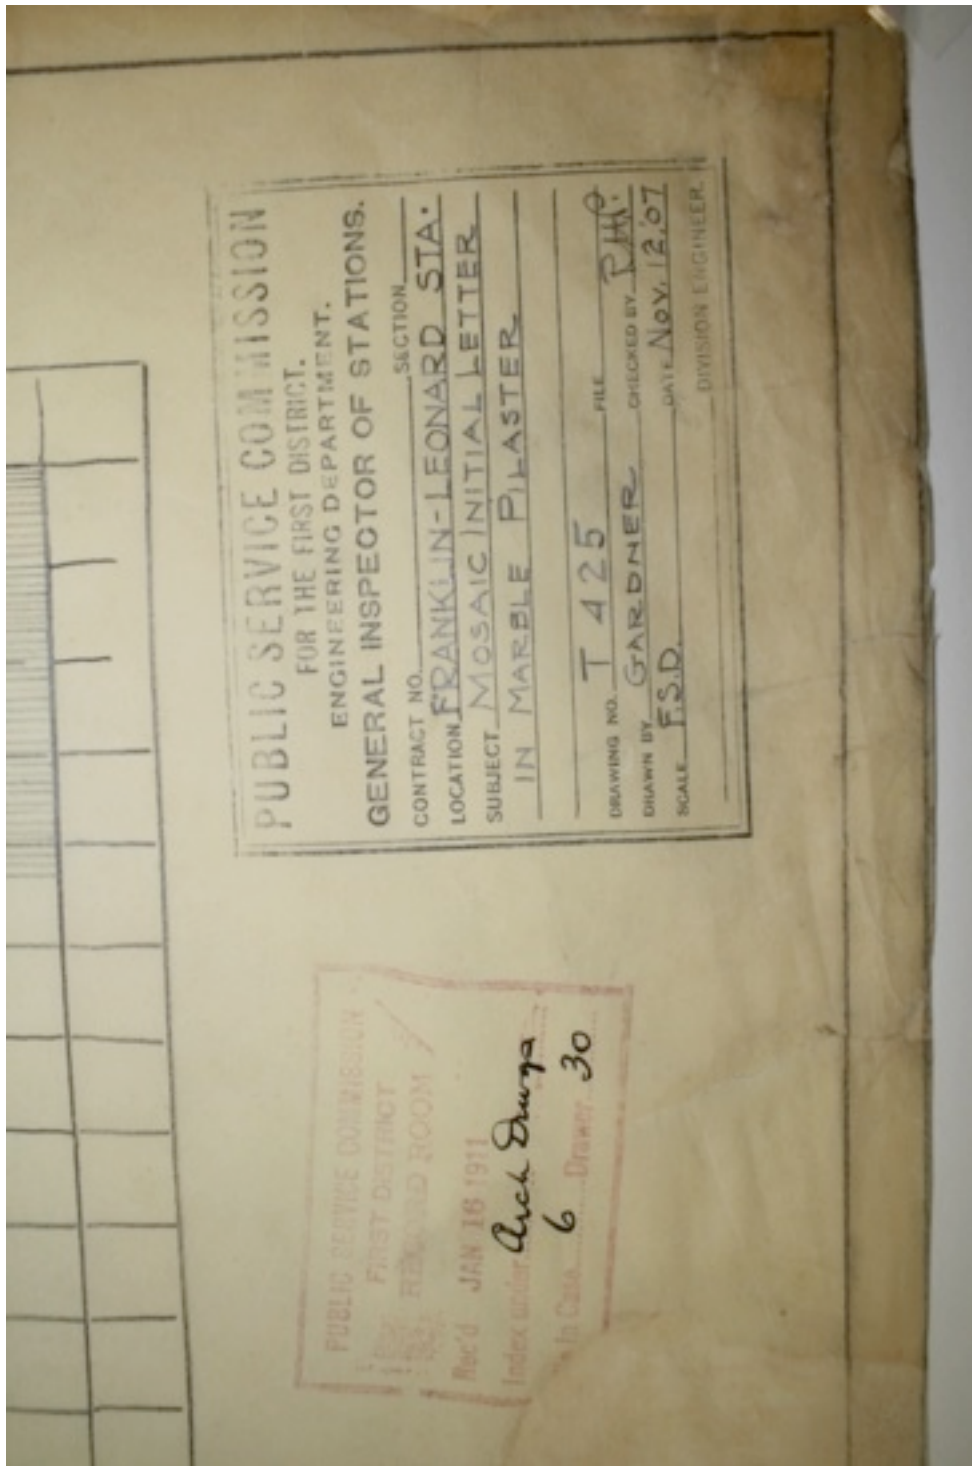 PUBLIC SERVICE COMMISSION
FOR THE FIRST DISTRICT.
ENGINEERING DEPARTMENT.
GENERAL INSPECTOR OF STATIONS.
CONTRACT NO. SECTION
LOCATION FRANKLIN-LEONARD STA.
SUBJECT MOSAIC INITIAL LETTER
IN MARBLE PILASTER
DRAWING NO. T 425 FILE
DRAWN BY GARDNER CHECKED BY
SCALE F.S.D. DATE NOV. 12.'07
DIVISION ENGINEER.
PUBLIC SERVICE COMMISSION
FIRST DISTRICT
RECORD ROOM
Rec'd JAN 16 1911
Index under Arch Drwgs
In Case 6 Drawer 30